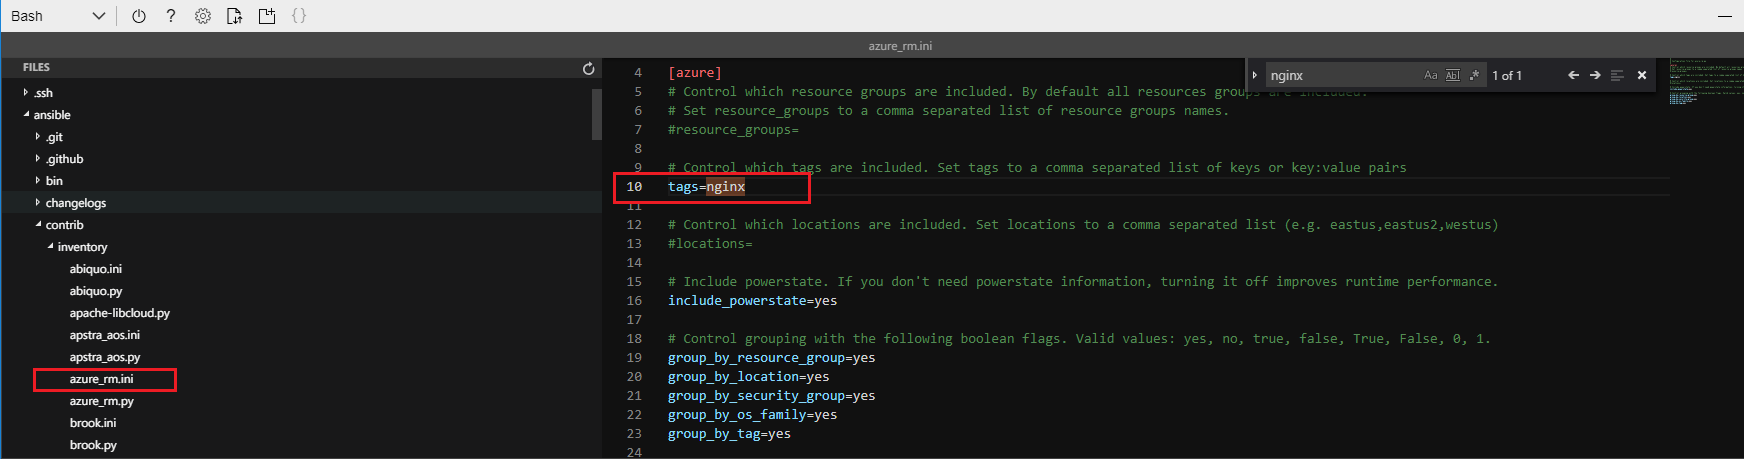 Bash
?
{}
azure_rm.ini
FILES
.ssh
ansible
.git
.github
bin
changelogs
contrib
inventory
abiquo.ini
abiquo.py
apache-libcloud.py
apstra_aos.ini
apstra_aos.py
azure_rm.ini
azure_rm.py
brook.ini
brook.py
nginx
Aa
Abl
.*
1 of 1
4 [azure]
5 # Control which resource groups are included. By default all resources groups are included.
6 # Set resource_groups to a comma separated list of resource groups names.
7 #resource_groups=
8
9 # Control which tags are included. Set tags to a comma separated list of keys or key:value pairs
10 tags=nginx
11
12 # Control which locations are included. Set locations to a comma separated list (e.g. eastus,eastus2,westus)
13 #locations=
14
15 # Include powerstate. If you don't need powerstate information, turning it off improves runtime performance.
16 include_powerstate=yes
17
18 # Control grouping with the following boolean flags. Valid values: yes, no, true, false, True, False, 0, 1.
19 group_by_resource_group=yes
20 group_by_location=yes
21 group_by_security_group=yes
22 group_by_os_family=yes
23 group_by_tag=yes
24